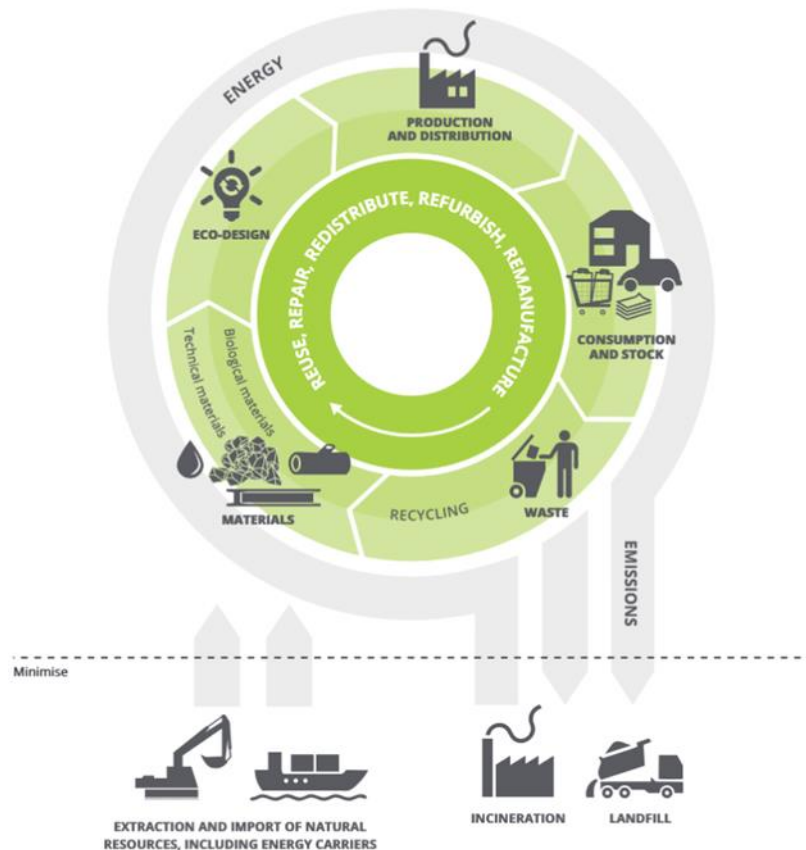 ENERGY
PRODUCTION
AND DISTRIBUTION
ECO-DESIGN
REUSE, REPAIR, REDISTRIBUTE, REFURBISH, REMANUFACTURE
CONSUMPTION
AND STOCK
Technical materials
Biological materials
MATERIALS
RECYCLING
WASTE
EMISSIONS
Minimise
EXTRACTION AND IMPORT OF NATURAL
RESOURCES, INCLUDING ENERGY CARRIERS
INCINERATION
LANDFILL